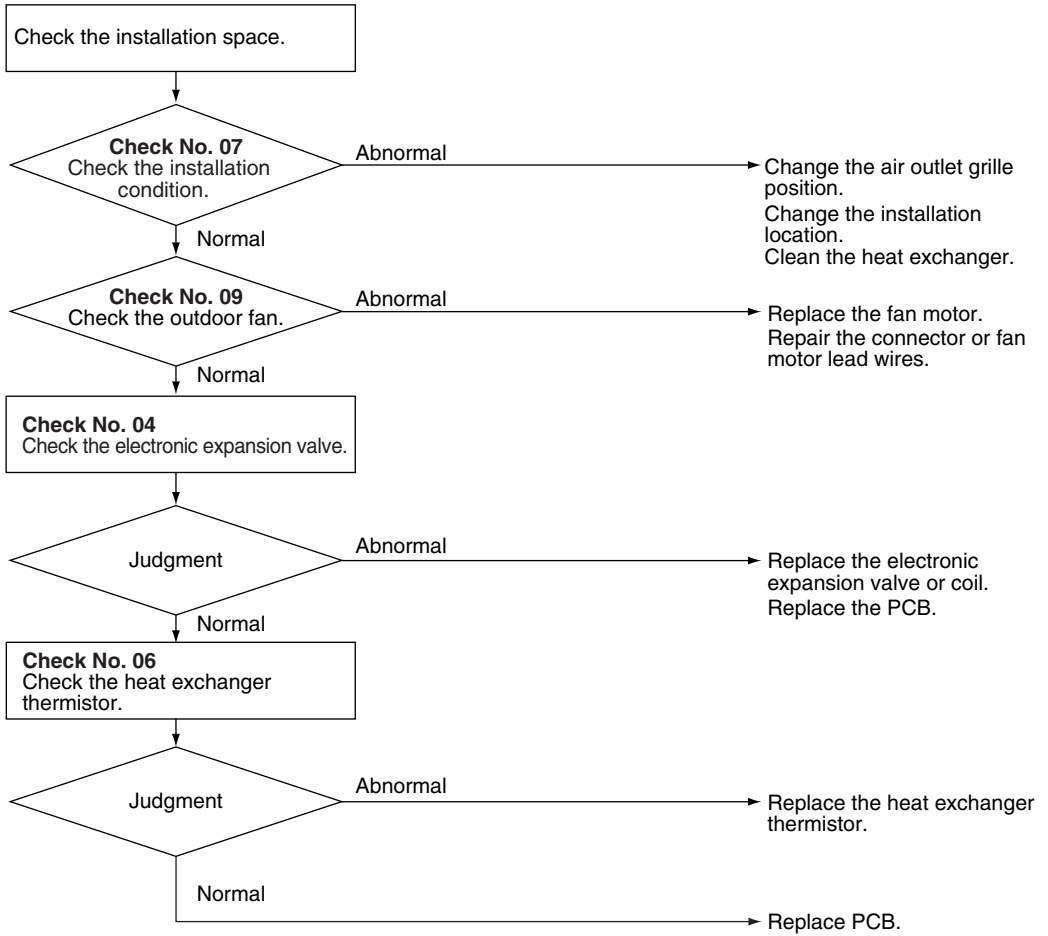 Check the installation space.
Check No. 07
Check the installation
condition.
Abnormal
Change the air outlet grille
position.
Change the installation
location.
Clean the heat exchanger.
Normal
Check No. 09
Check the outdoor fan.
Abnormal
Replace the fan motor.
Repair the connector or fan
motor lead wires.
Normal
Check No. 04
Check the electronic expansion valve.
Judgment
Abnormal
Replace the electronic
expansion valve or coil.
Replace the PCB.
Normal
Check No. 06
Check the heat exchanger
thermistor.
Judgment
Abnormal
Replace the heat exchanger
thermistor.
Normal
Replace PCB.